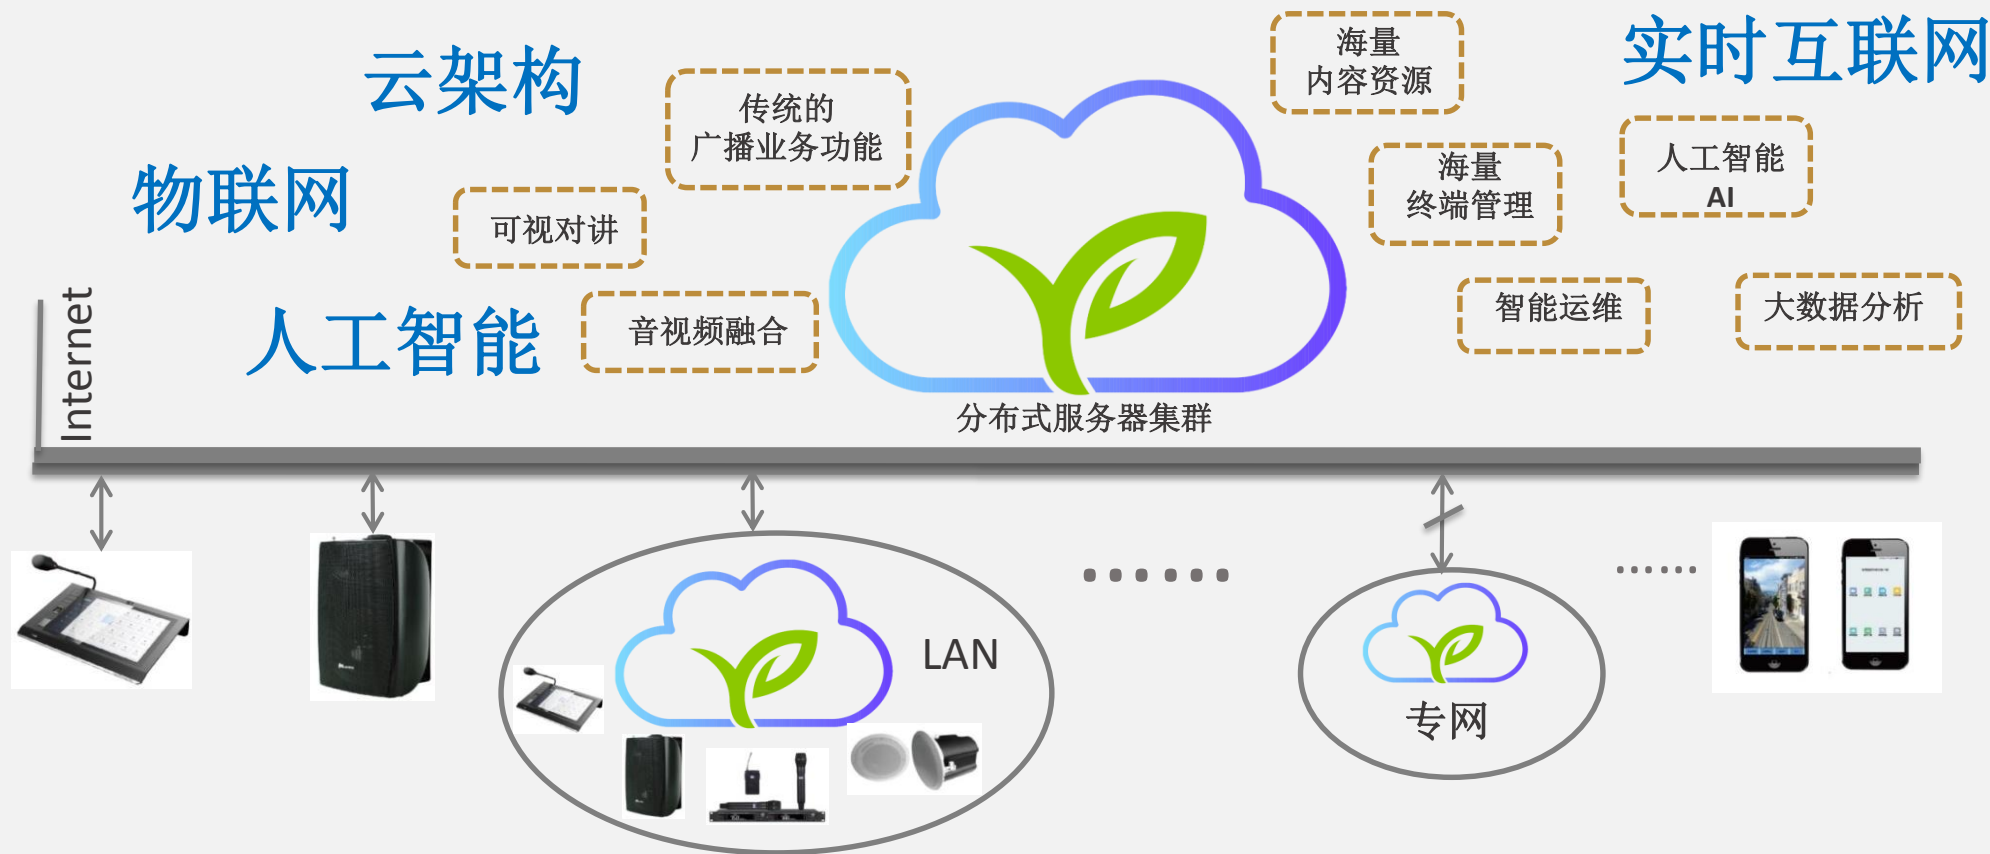 云架构
实时互联网
物联网
人工智能
传统的
广播业务功能
可视对讲
音视频融合
海量
内容资源
海量
终端管理
人工智能
AI
智能运维
大数据分析
Internet
分布式服务器集群
LAN
专网